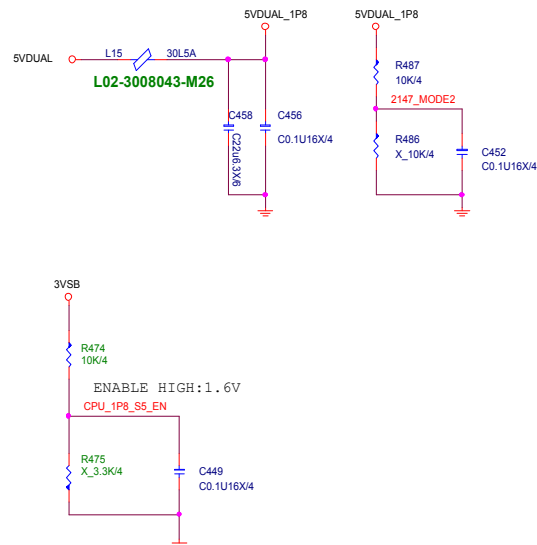 5VDUAL_1P8
5VDUAL
L15
30L5A
L02-3008043-M26
C458
C22u6.3X/6
C456
C0.1U16X/4
5VDUAL_1P8
R487
10K/4
2147_MODE2
R486
X_10K/4
C452
C0.1U16X/4
3VSB
R474
10K/4
ENABLE HIGH:1.6V
CPU_1P8_S5_EN
R475
X_3.3K/4
C449
C0.1U16X/4